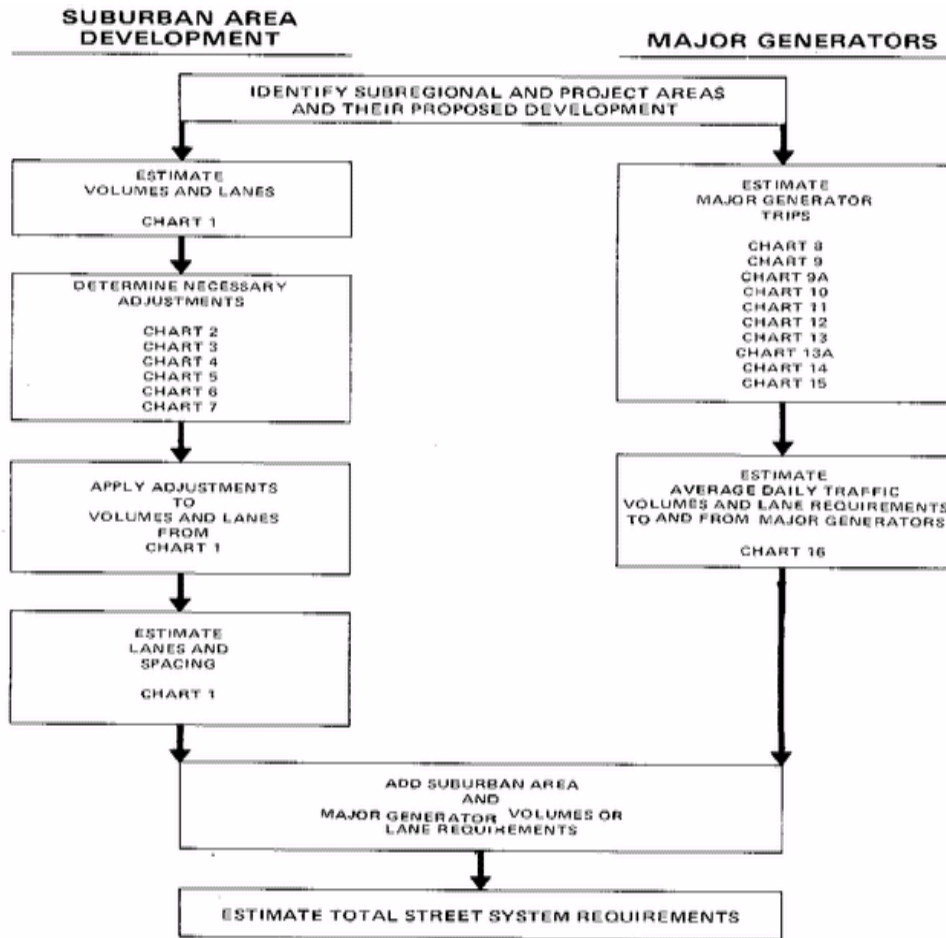 SUBURBAN AREA
DEVELOPMENT
MAJOR GENERATORS
IDENTIFY SUBREGIONAL AND PROJECT AREAS
AND THEIR PROPOSED DEVELOPMENT
ESTIMATE
VOLUMES AND LANES
CHART 1
DETERMINE NECESSARY
ADJUSTMENTS
CHART 2
CHART 3
CHART 4
CHART 5
CHART 6
CHART 7
APPLY ADJUSTMENTS
TO
VOLUMES AND LANES
FROM
CHART 1
ESTIMATE
LANES AND
SPACING
CHART 1
ESTIMATE
MAJOR GENERATOR
TRIPS
CHART 8
CHART 9
CHART 9A
CHART 10
CHART 11
CHART 12
CHART 13
CHART 13A
CHART 14
CHART 15
ESTIMATE
AVERAGE DAILY TRAFFIC
VOLUMES AND LANE REQUIREMENTS
TO AND FROM MAJOR GENERATORS
CHART 16
ADD SUBURBAN AREA
AND
MAJOR GENERATOR VOLUMES OR
LANE REQUIREMENTS
ESTIMATE TOTAL STREET SYSTEM REQUIREMENTS